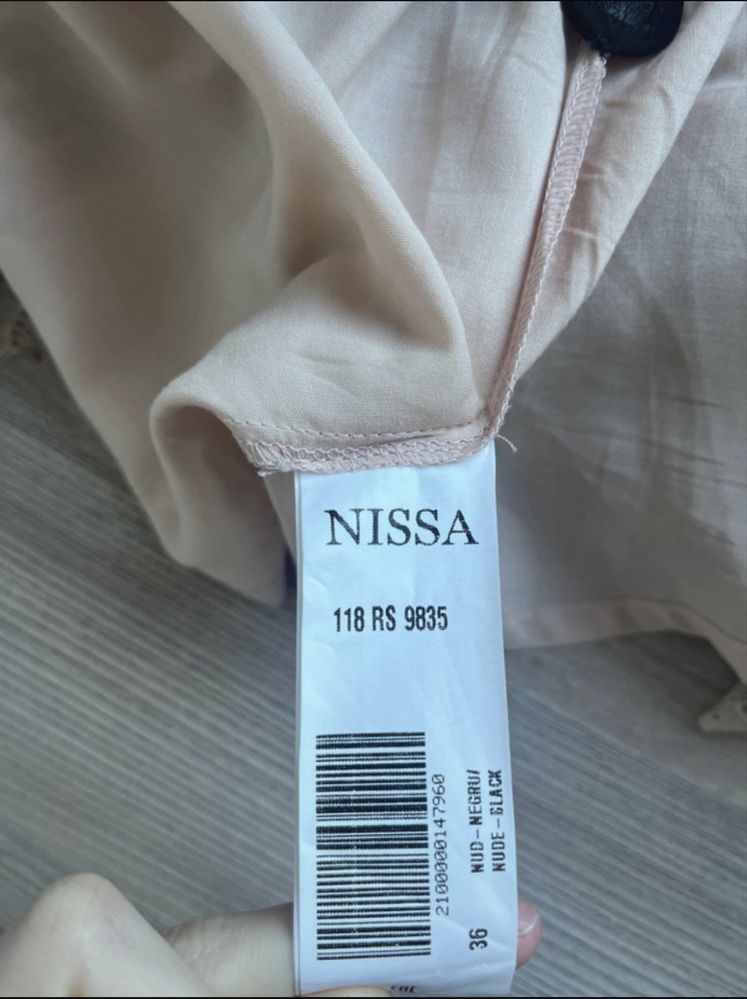 NISSA
118 RS 9835
2100000147960
NUD-NEGRU/
NUDE-BLACK
36